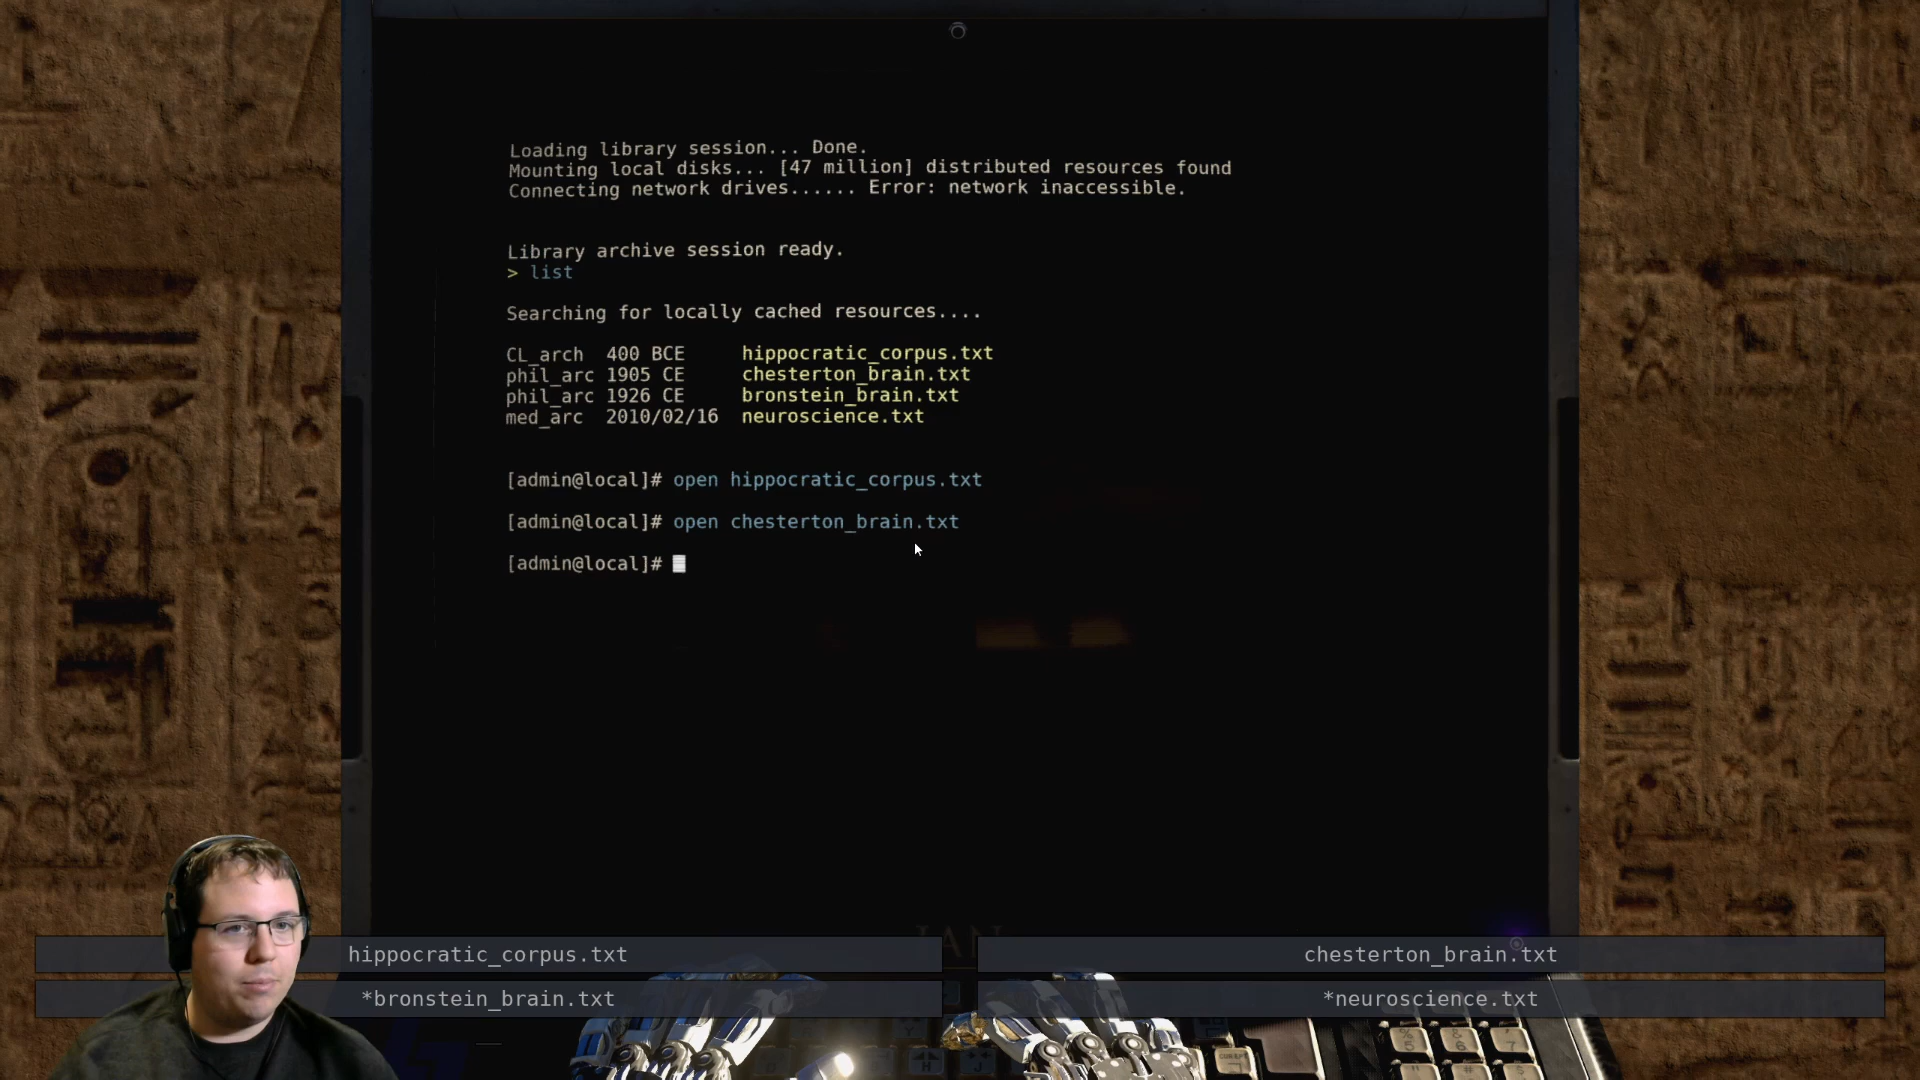 Loading library session... Done.
Mounting local disks... [47 million] distributed resources found
Connecting network drives...... Error: network inaccessible.
Library archive session ready.
> list
Searching for locally cached resources....
CL_arch 400 BCE hippocratic_corpus.txt
phil_arc 1905 CE chesterton_brain.txt
phil_arc 1926 CE bronstein_brain.txt
med_arc 2010/02/16 neuroscience.txt
[admin@local]# open hippocratic_corpus.txt
[admin@local]# open chesterton_brain.txt
[admin@local]#
IAN
hippocratic_corpus.txt
chesterton_brain.txt
*bronstein_brain.txt
*neuroscience.txt